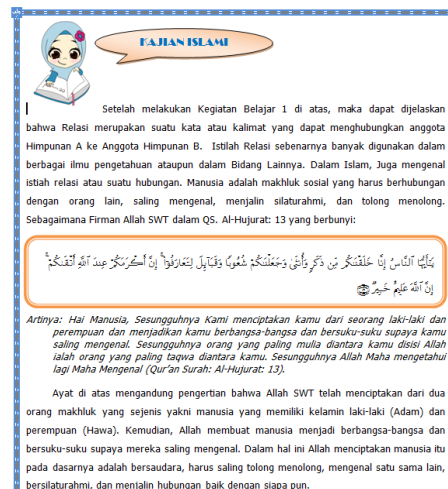 KAJIAN ISLAMI
Setelah melakukan Kegiatan Belajar 1 di atas, maka dapat dijelaskan
bahwa Relasi merupakan suatu kata atau kalimat yang dapat menghubungkan anggota
Himpunan A ke Anggota Himpunan B. Istilah Relasi sebenarnya banyak digunakan dalam
berbagai ilmu pengetahuan ataupun dalam Bidang Lainnya. Dalam Islam, Juga mengenal
istiah relasi atau suatu hubungan. Manusia adalah makhluk sosial yang harus berhubungan
dengan orang lain, saling mengenal, menjalin silaturahmi, dan tolong menolong.
Sebagaimana Firman Allah SWT dalam QS. Al-Hujurat: 13 yang berbunyi:
يَٰٓأَيُّهَا ٱلنَّاسُ إِنَّا خَلَقْنَٰكُم مِّن ذَكَرٍ وَأُنثَىٰ وَجَعَلْنَٰكُمْ شُعُوبًا وَقَبَآئِلَ لِتَعَارَفُوٓا۟ ۚ إِنَّ أَكْرَمَكُمْ عِندَ ٱللَّهِ أَتْقَىٰكُمْ ۚ
إِنَّ ٱللَّهَ عَلِيمٌ خَبِيرٌ ﴿١٣﴾
Artinya: Hai Manusia, Sesungguhnya Kami menciptakan kamu dari seorang laki-laki dan
perempuan dan menjadikan kamu berbangsa-bangsa dan bersuku-suku supaya kamu
saling mengenal. Sesungguhnya orang yang paling mulia diantara kamu disisi Allah
ialah orang yang paling taqwa diantara kamu. Sesungguhnya Allah Maha mengetahui
lagi Maha Mengenal (Qur'an Surah: Al-Hujurat: 13).
Ayat di atas mengandung pengertian bahwa Allah SWT telah menciptakan dari dua
orang makhluk yang sejenis yakni manusia yang memiliki kelamin laki-laki (Adam) dan
perempuan (Hawa). Kemudian, Allah membuat manusia menjadi berbangsa-bangsa dan
bersuku-suku supaya mereka saling mengenal. Dalam hal ini Allah menciptakan manusia itu
pada dasarnya adalah bersaudara, harus saling tolong menolong, mengenal satu sama lain,
bersilaturahmi, dan menjalin hubungan baik dengan siapa pun.